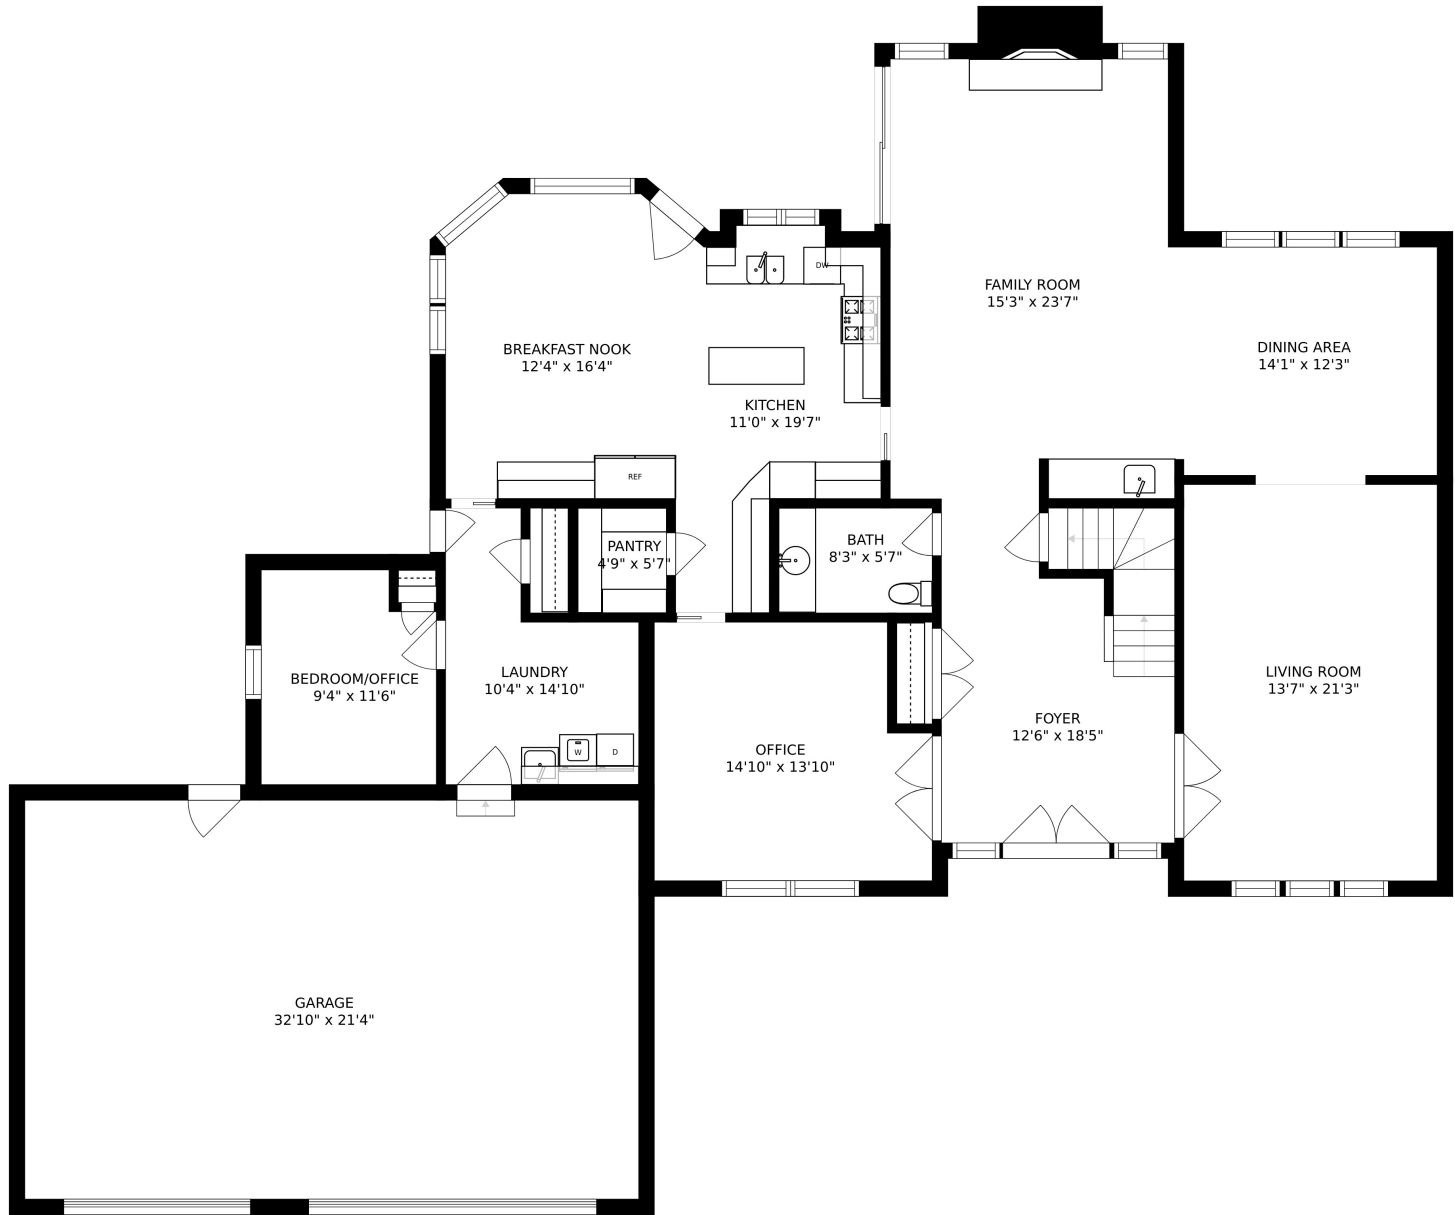 FAMILY ROOM
15'3" x 23'7"
DW
BREAKFAST NOOK
12'4" x 16'4"
DINING AREA
14'1" x 12'3"
KITCHEN
11'0" x 19'7"
REF
PANTRY
4'9" x 5'7"
BATH
8'3" x 5'7"
BEDROOM/OFFICE
9'4" x 11'6"
LAUNDRY
10'4" x 14'10"
LIVING ROOM
13'7" x 21'3"
FOYER
12'6" x 18'5"
OFFICE
14'10" x 13'10"
W
D
GARAGE
32'10" x 21'4"